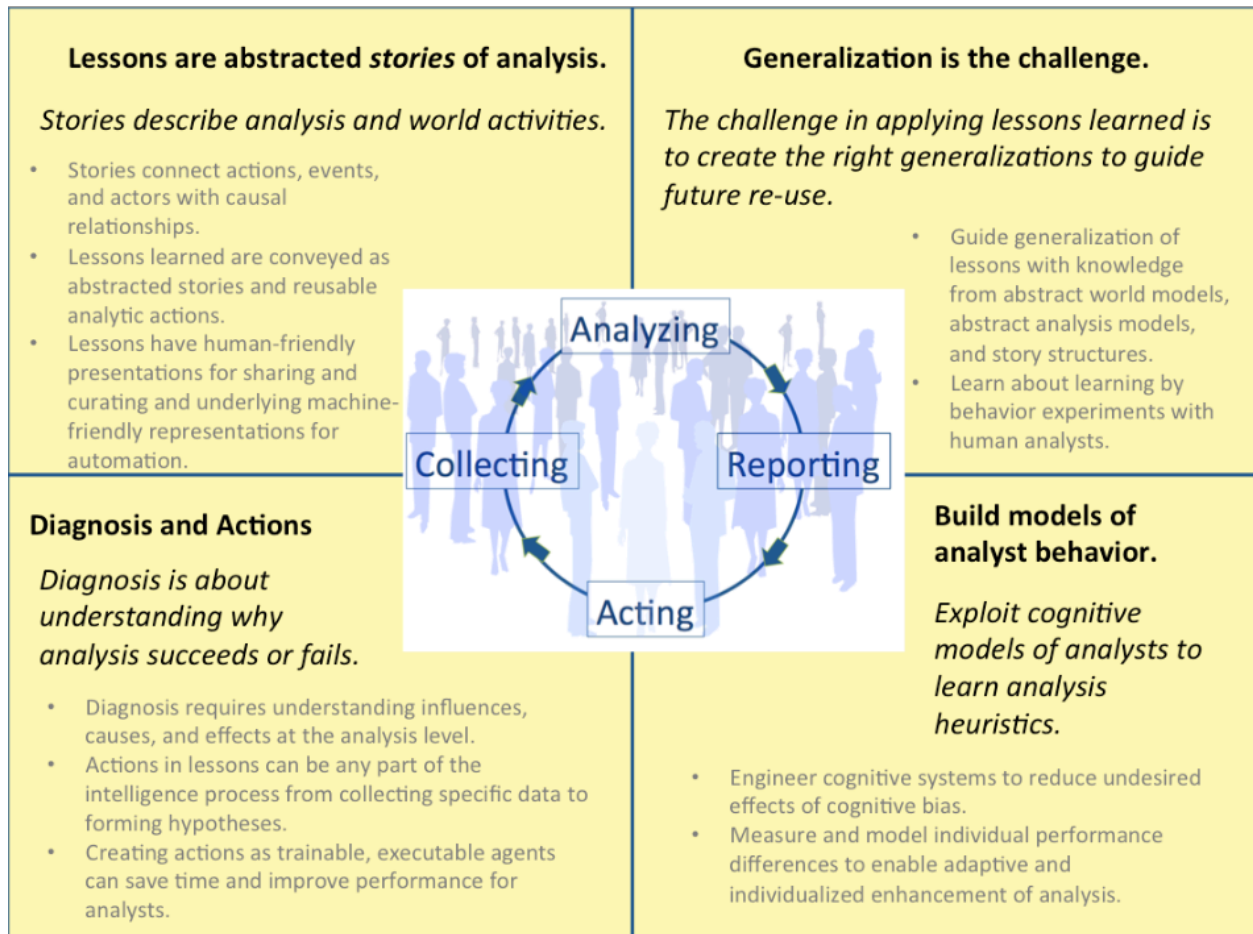 Lessons are abstracted stories of analysis.
Stories describe analysis and world activities.
• Stories connect actions, events,
and actors with causal
relationships.
• Lessons learned are conveyed as
abstracted stories and reusable
analytic actions.
• Lessons have human-friendly
presentations for sharing and
curating and underlying machine-
friendly representations for
automation.
Generalization is the challenge.
The challenge in applying lessons learned is
to create the right generalizations to guide
future re-use.
• Guide generalization of
lessons with knowledge
from abstract world models,
abstract analysis models,
and story structures.
• Learn about learning by
behavior experiments with
human analysts.
Analyzing
Collecting
Reporting
Acting
Diagnosis and Actions
Diagnosis is about
understanding why
analysis succeeds or fails.
• Diagnosis requires understanding influences,
causes, and effects at the analysis level.
• Actions in lessons can be any part of the
intelligence process from collecting specific data to
forming hypotheses.
• Creating actions as trainable, executable agents
can save time and improve performance for
analysts.
Build models of
analyst behavior.
Exploit cognitive
models of analysts to
learn analysis
heuristics.
• Engineer cognitive systems to reduce undesired
effects of cognitive bias.
• Measure and model individual performance
differences to enable adaptive and
individualized enhancement of analysis.